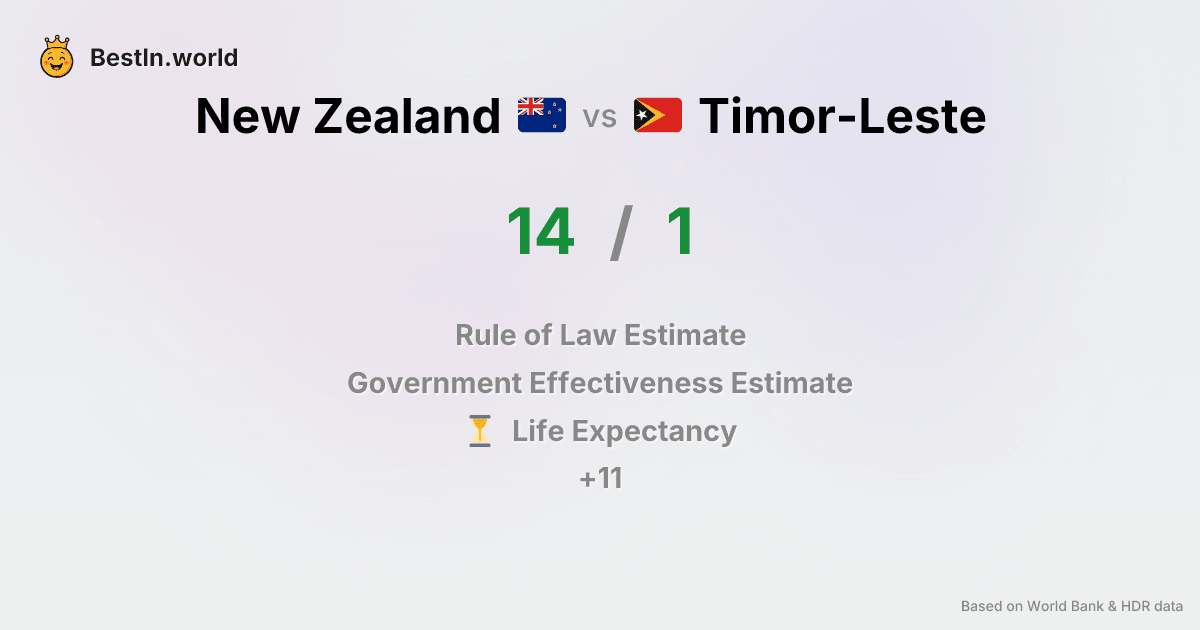 BestIn.world
New Zealand vs Timor-Leste
14 / 1
Rule of Law Estimate
Government Effectiveness Estimate
Life Expectancy
+11
Based on World Bank & HDR data